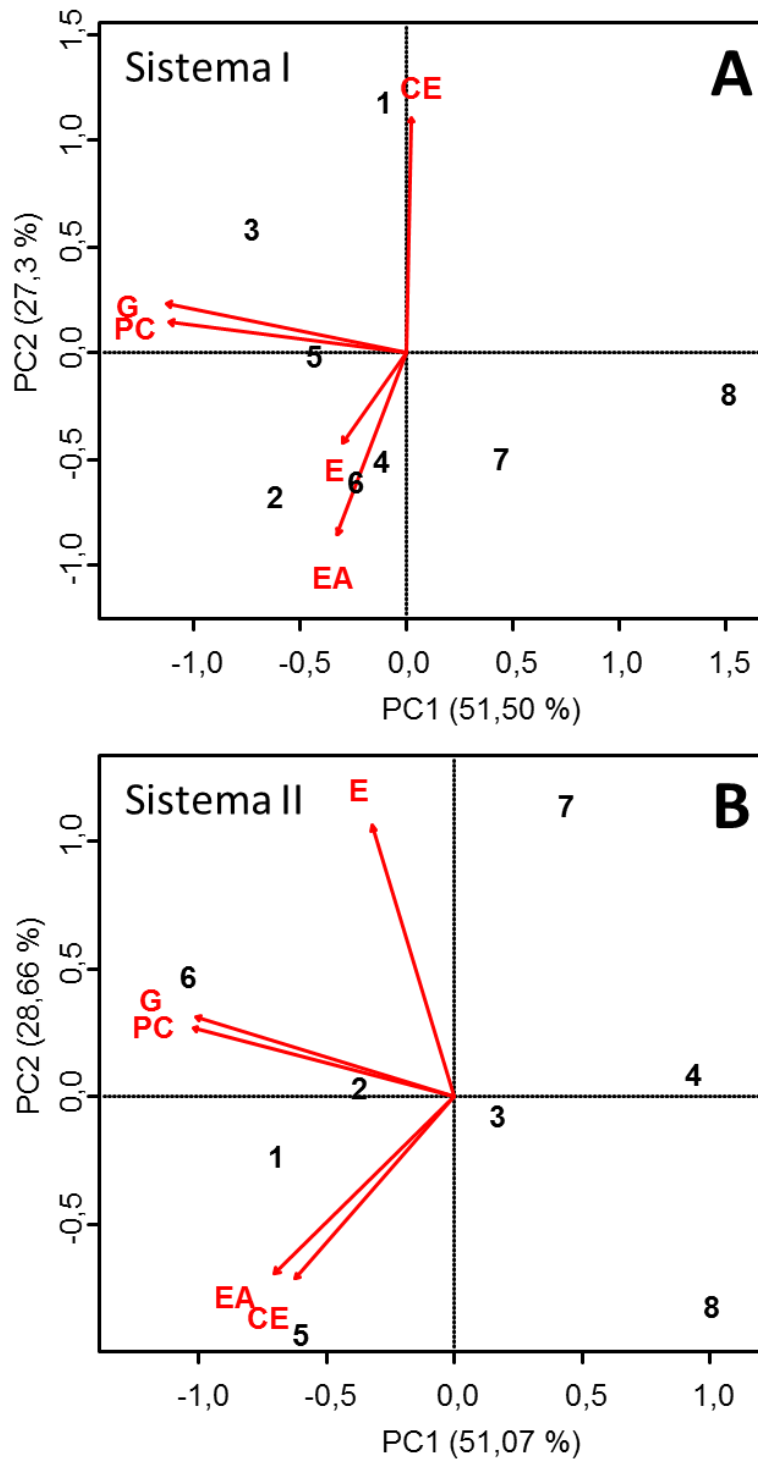 Sistema I
A
1,5
1,0
0,5
0,0
-0,5
-1,0
PC2 (27,3 %)
1
CE
3
G
PC
5
E
4
6
2
EA
7
8
-1,0
-0,5
0,0
0,5
1,0
1,5
PC1 (51,50 %)
Sistema II
B
1,0
0,5
0,0
-0,5
PC2 (28,66 %)
E
7
6
G
PC
2
4
3
1
EA
CE
5
8
-1,0
-0,5
0,0
0,5
1,0
PC1 (51,07 %)